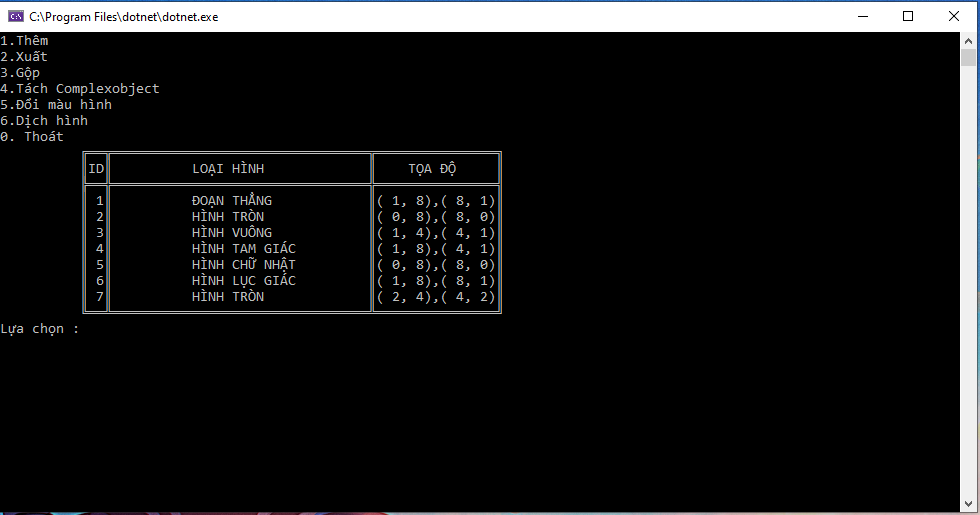 C:\Program Files\dotnet\dotnet.exe
1.Thêm
2.Xuất
3.Gộp
4.Tách Complexobject
5.Đổi màu hình
6.Dịch hình
0. Thoát
ID LOẠI HÌNH TỌA ĐỘ
1 ĐOẠN THẲNG ( 1, 8),( 8, 1)
2 HÌNH TRÒN ( 0, 8),( 8, 0)
3 HÌNH VUÔNG ( 1, 4),( 4, 1)
4 HÌNH TAM GIÁC ( 1, 8),( 4, 1)
5 HÌNH CHỮ NHẬT ( 0, 8),( 8, 0)
6 HÌNH LỤC GIÁC ( 1, 8),( 8, 1)
7 HÌNH TRÒN ( 2, 4),( 4, 2)
Lựa chọn :